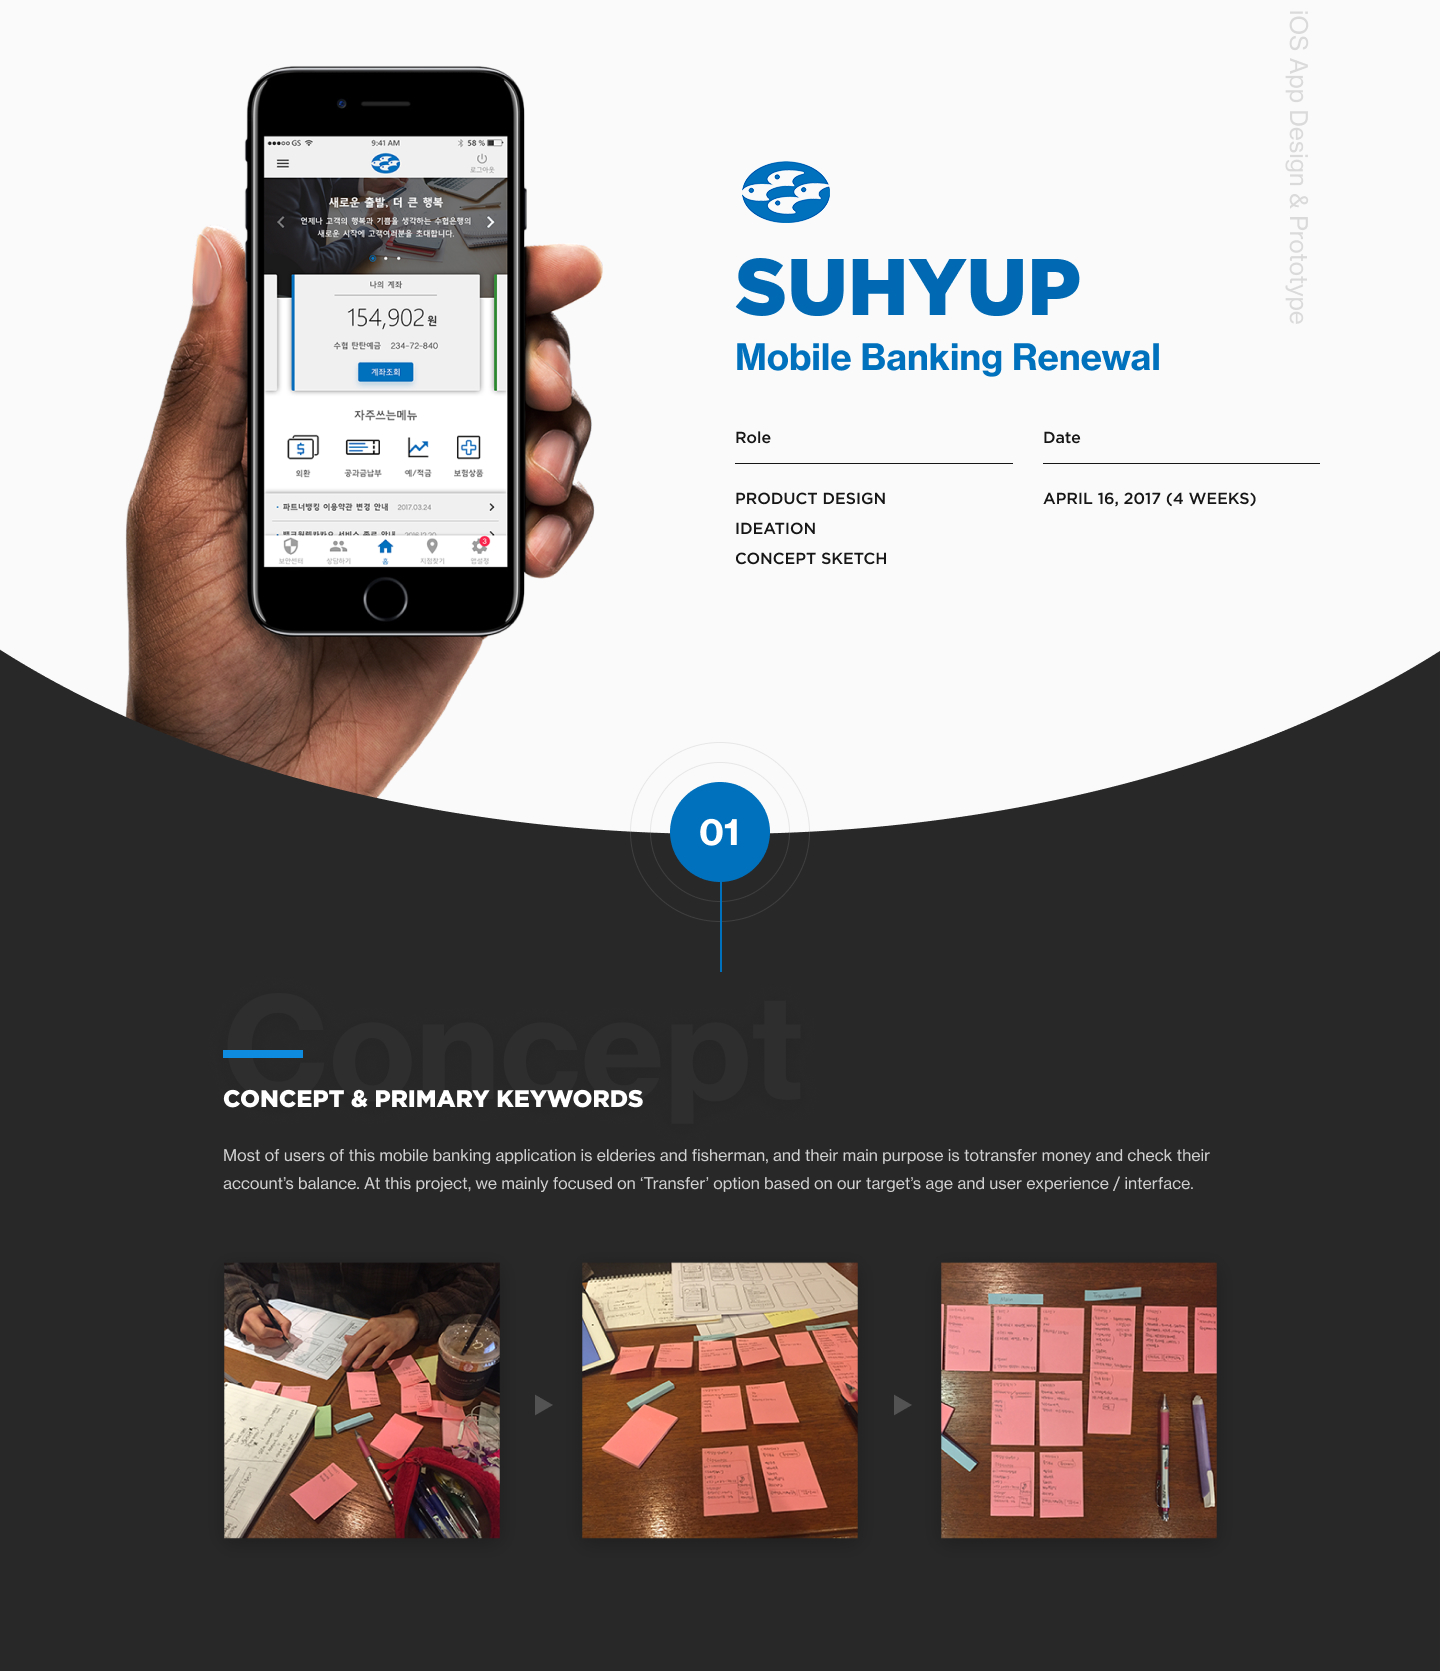 iOS App Design & Prototype
GS 9:41 AM 58 %
로그아웃
새로운 출발, 더 큰 행복
언제나 고객의 행복과 기쁨을 생각하는 수협은행의
새로운 시작에 고객여러분을 초대합니다.
나의 계좌
154,902 원
수협 탄탄예금 234-72-840
계좌조회
자주쓰는메뉴
외환 공과금납부 예/적금 보험상품
· 파트너뱅킹 이용약관 변경 안내 2017.03.24
3
보안센터 상담하기 홈 지점찾기 앱설정
SUHYUP
Mobile Banking Renewal
Role
PRODUCT DESIGN
IDEATION
CONCEPT SKETCH
Date
APRIL 16, 2017 (4 WEEKS)
01
Concept
CONCEPT & PRIMARY KEYWORDS
Most of users of this mobile banking application is elderies and fisherman, and their main purpose is totransfer money and check their
account’s balance. At this project, we mainly focused on ‘Transfer’ option based on our target’s age and user experience / interface.